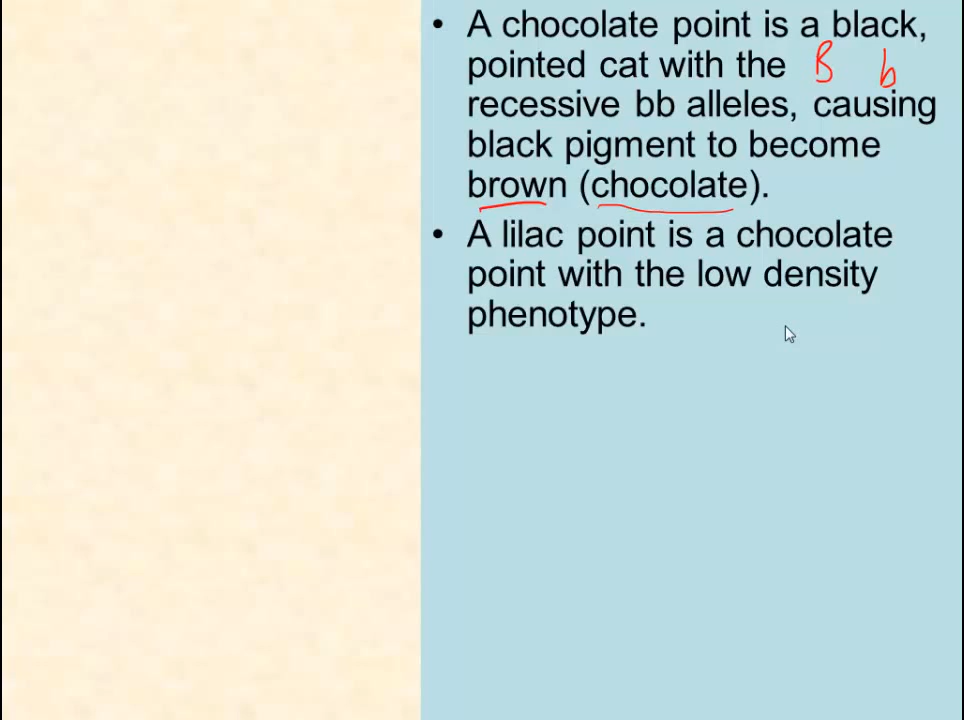 • A chocolate point is a black,
pointed cat with the B b
recessive bb alleles, causing
black pigment to become
brown (chocolate).
• A lilac point is a chocolate
point with the low density
phenotype.